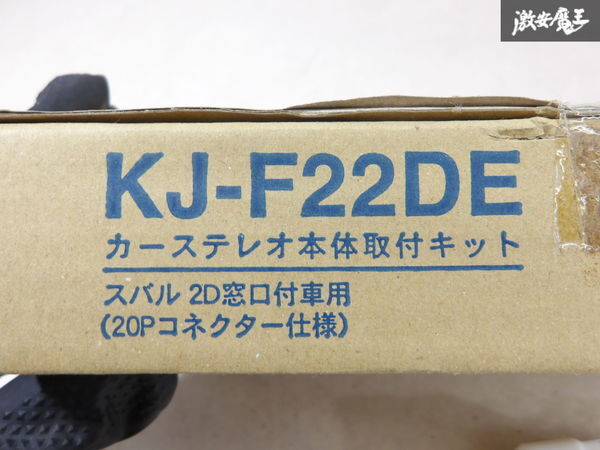 激安魔王
KJ-F22DE
カーステレオ本体取付キット
スバル 2D窓口付車用
(20Pコネクター仕様)